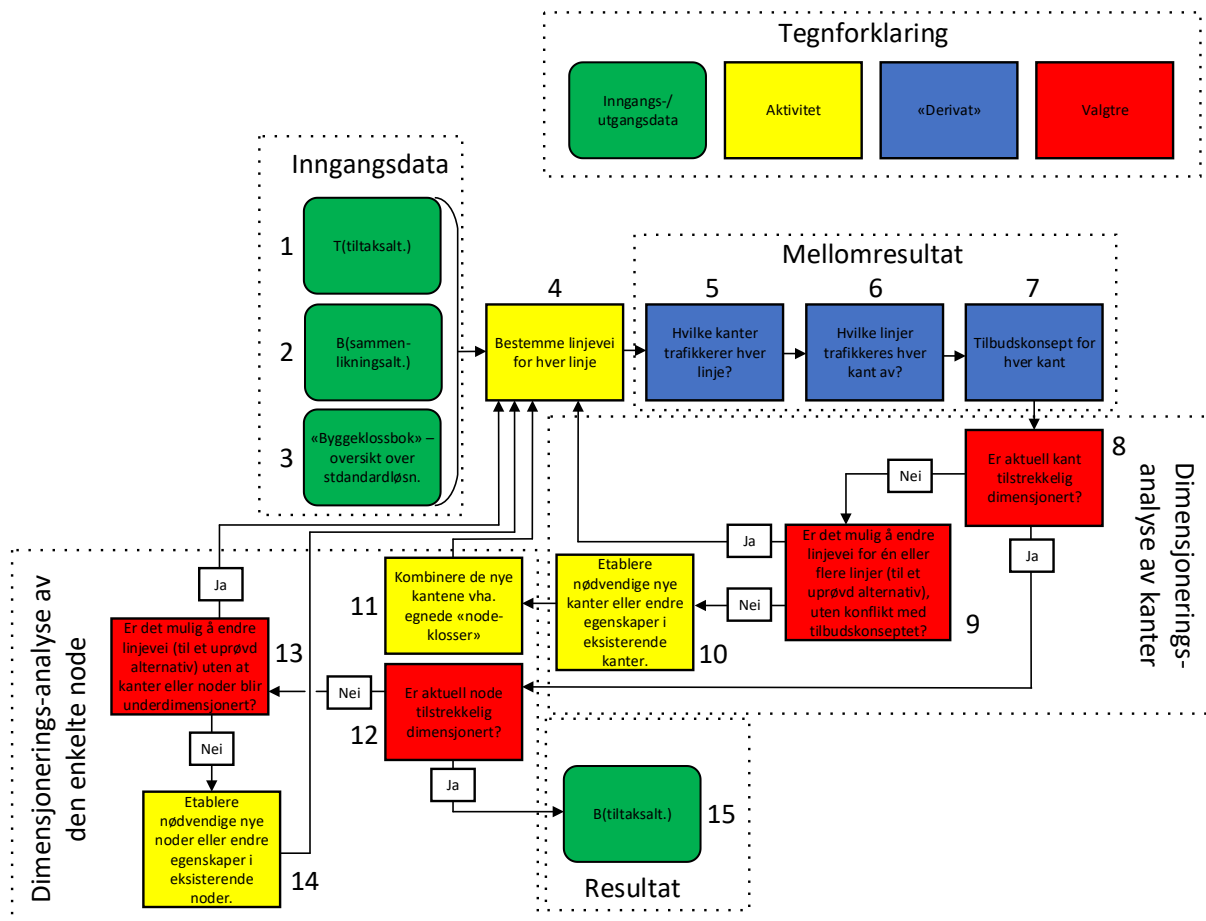 Tegnforklaring
Inngangs-/
utgangsdata
Aktivitet
«Derivat»
Valgtre
Inngangsdata
1
T(tiltaksalt.)
2
B(sammen-
likningsalt.)
3
«Byggeklossbok» –
oversikt over
stdandardløsn.
4
Bestemme linjevei
for hver linje
Mellomresultat
5
Hvilke kanter
trafikkerer hver
linje?
6
Hvilke linjer
trafikkeres hver
kant av?
7
Tilbudskonsept for
hver kant
8
Er aktuell kant
tilstrekkelig
dimensjonert?
Nei
Ja
Dimensjonerings-
analyse av kanter
Er det mulig å endre
linjevei for én eller
flere linjer (til et
uprøvd alternativ),
uten konflikt med
tilbudskonseptet?
9
Ja
Nei
Etablere
nødvendige nye
kanter eller endre
egenskaper i
eksisterende
kanter.
10
Kombinere de nye
kantene vha.
egnede «node-
klosser»
11
Er aktuell node
tilstrekkelig
dimensjonert?
12
Nei
Ja
Dimensjonerings-analyse av
den enkelte node
Ja
Er det mulig å endre
linjevei (til et uprøvd
alternativ) uten at
kanter eller noder blir
underdimensjonert?
13
Nei
Etablere
nødvendige nye
noder eller endre
egenskaper i
eksisterende
noder.
14
B(tiltaksalt.)
15
Resultat